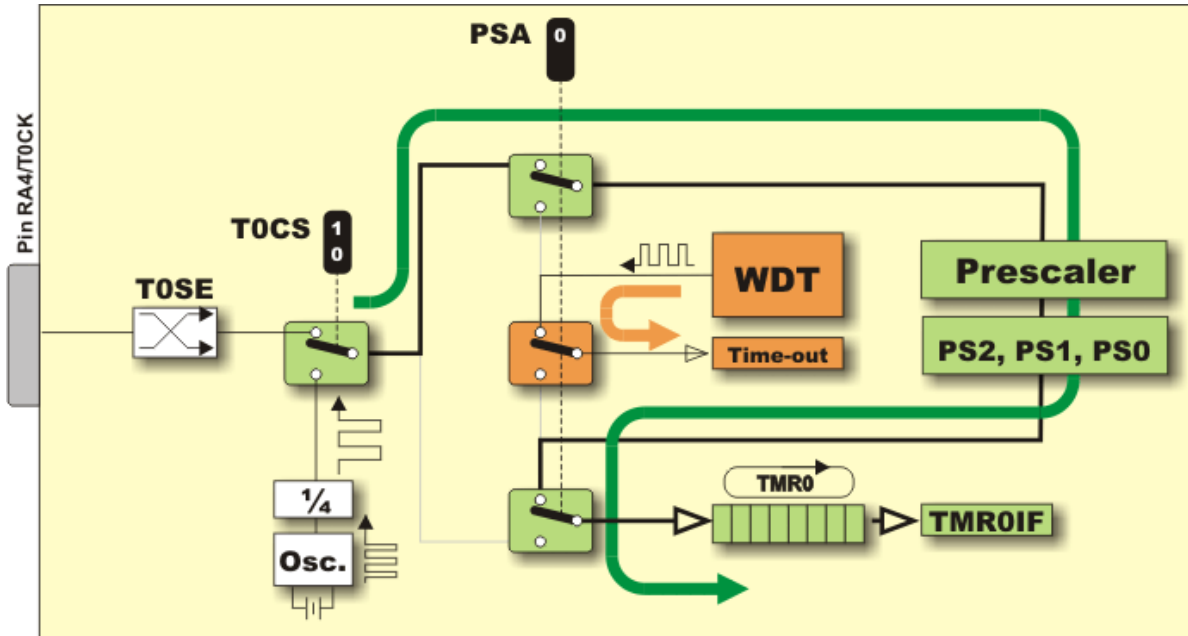 PSA
0
Pin RA4/T0CK
T0CS
1
0
T0SE
WDT
Prescaler
Time-out
PS2, PS1, PS0
¼
TMR0
TMR0IF
Osc.